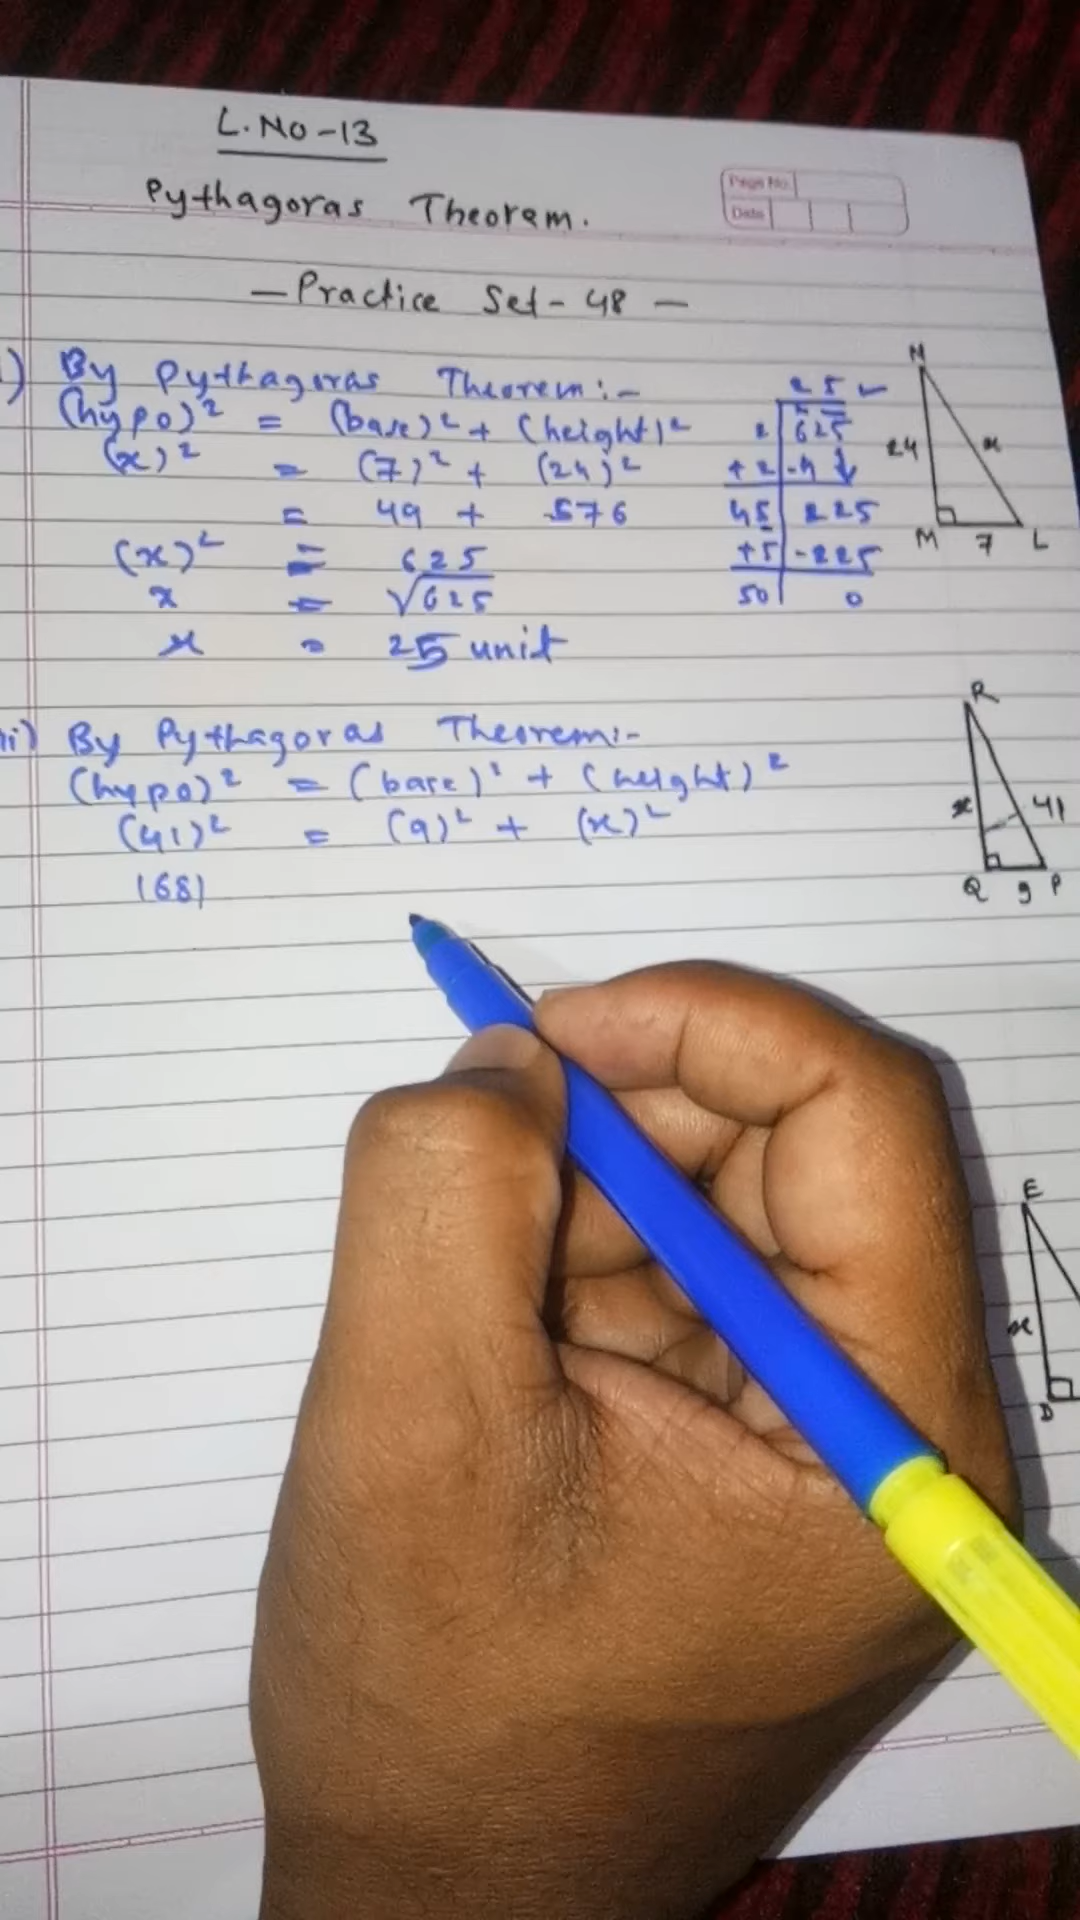 L. No - 13
Pythagoras Theorem.
Page No.
Date
- Practice Set - 48 -
) By Pythagoras Theorem :-
(hypo)² = (base)² + (height)²
(x)² = (7)² + (24)²
= 49 + 576
(x)² = 625
x = √625
x = 25 unit
25
2 625
+2 -4 ↓
45 225
+5 -225
50 0
N
24 x
M 7 L
ii) By Pythagoras Theorem :-
(hypo)² = (base)² + (height)²
(41)² = (9)² + (x)²
1681
R
x 41
Q 9 P
E
x
D